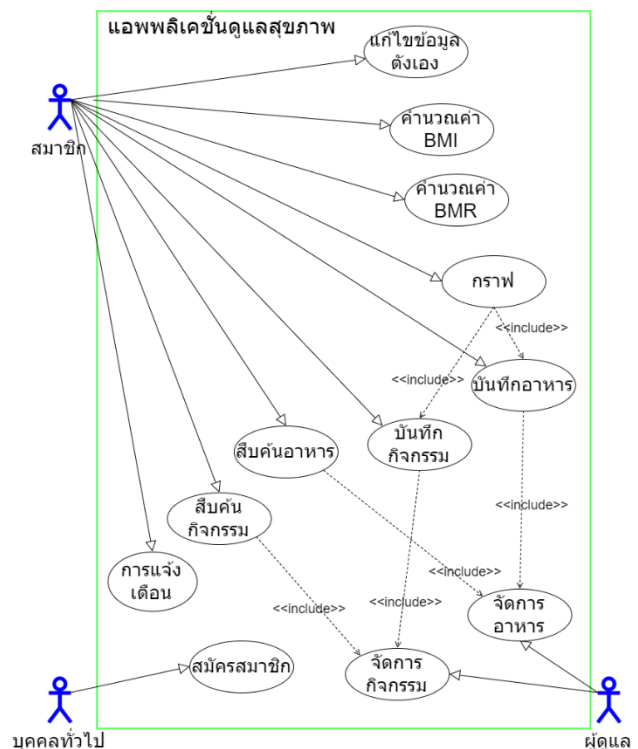 แอพพลิเคชั่นดูแลสุขภาพ
แก้ไขข้อมูล
ตังเอง
สมาชิก
คำนวณค่า
BMI
คำนวณค่า
BMR
กราฟ
<<include>>
<<include>>
บันทึกอาหาร
สืบค้นอาหาร
บันทึก
กิจกรรม
สืบค้น
กิจกรรม
<<include>>
การแจ้ง
เตือน
<<include>>
<<include>>
<<include>>
จัดการ
อาหาร
สมัครสมาชิก
จัดการ
กิจกรรม
บุคคลทั่วไป
ผู้ดูแล